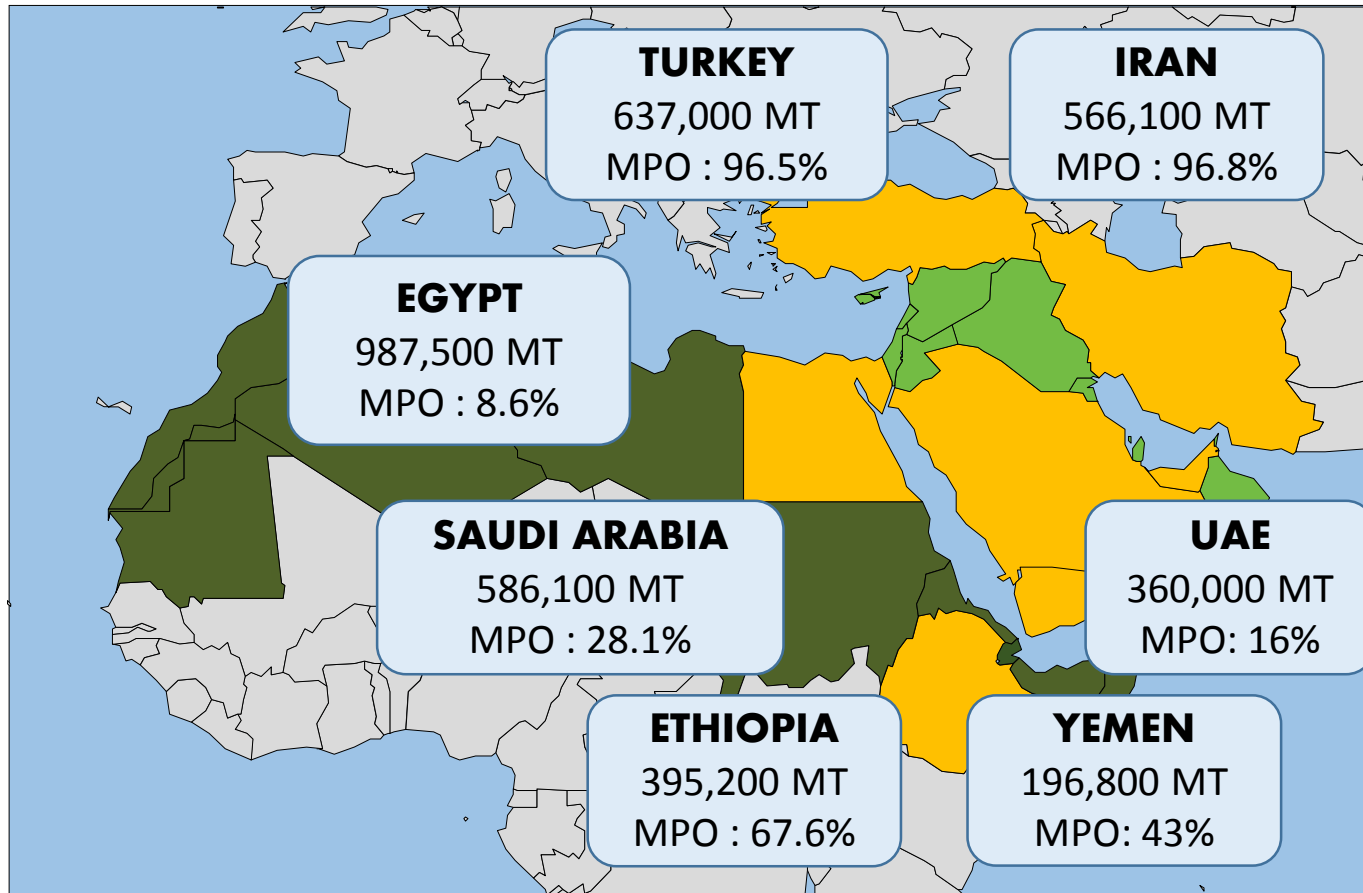 TURKEY
637,000 MT
MPO : 96.5%
IRAN
566,100 MT
MPO : 96.8%
EGYPT
987,500 MT
MPO : 8.6%
SAUDI ARABIA
586,100 MT
MPO : 28.1%
UAE
360,000 MT
MPO: 16%
ETHIOPIA
395,200 MT
MPO : 67.6%
YEMEN
196,800 MT
MPO: 43%